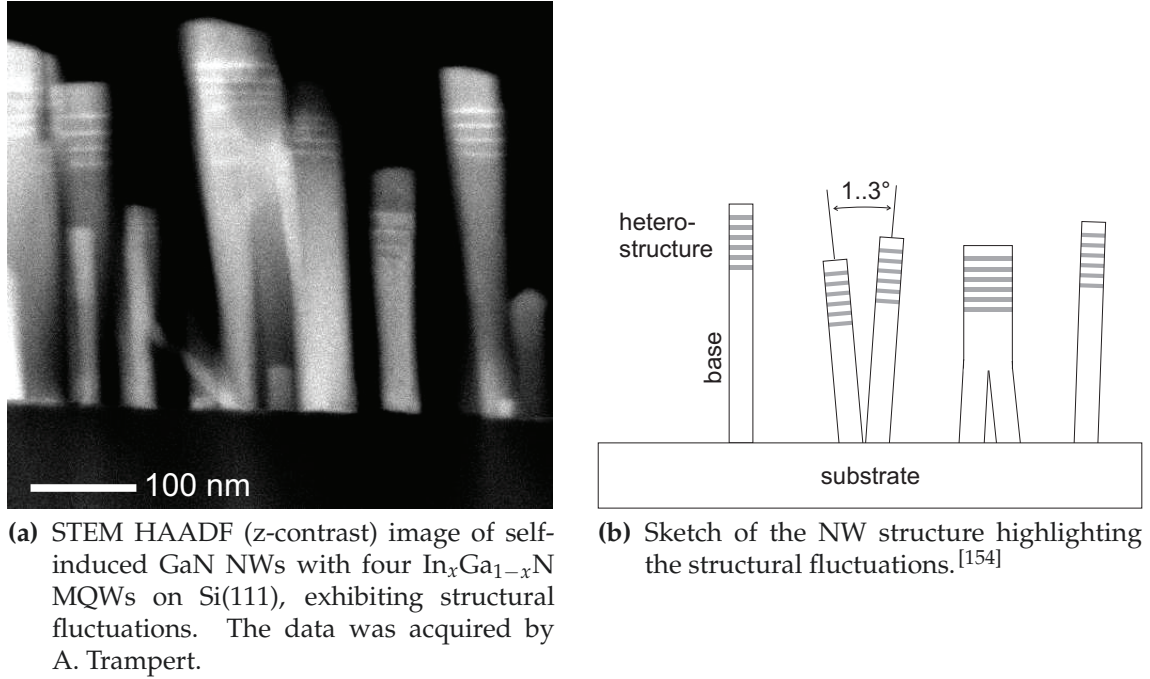 100 nm
1..3°
hetero-
structure
base
substrate
(a) STEM HAADF (z-contrast) image of self-
induced GaN NWs with four InₓGa₁₋ₓN
MQWs on Si(111), exhibiting structural
fluctuations. The data was acquired by
A. Trampert.
(b) Sketch of the NW structure highlighting
the structural fluctuations.[154]